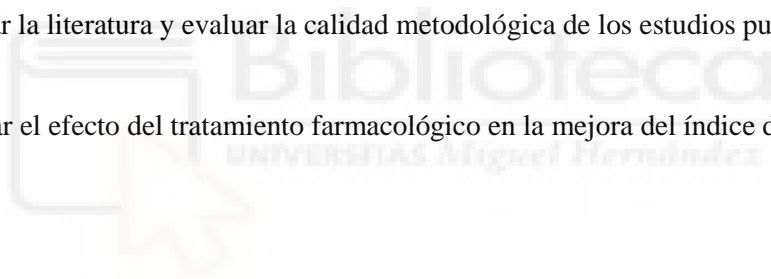 r la literatura y evaluar la calidad metodológica de los estudios pu
Biblioteca
ar el efecto del tratamiento farmacológico en la mejora del índice d
UNIVERSITAS Miguel Hernández